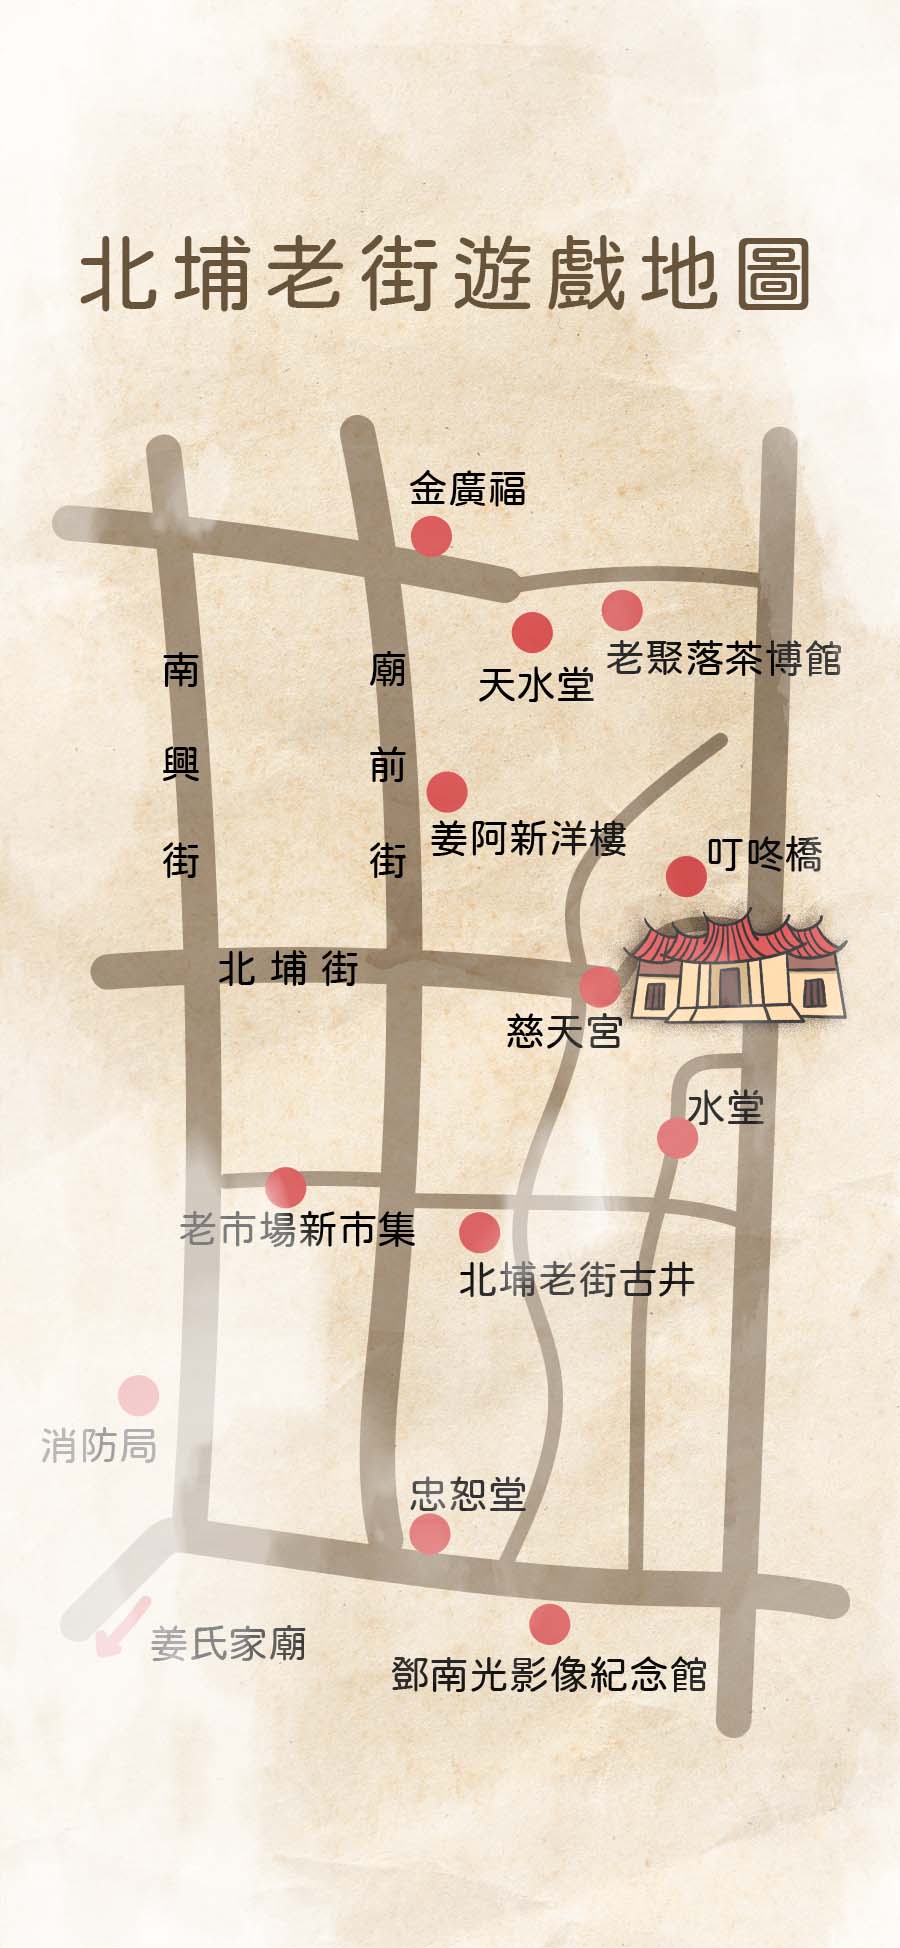 北埔老街遊戲地圖
金廣福
老聚落茶博館
天水堂
南興街
廟前街
姜阿新洋樓
叮咚橋
北埔街
慈天宮
水堂
老市場新市集
北埔老街古井
消防局
忠恕堂
姜氏家廟
鄧南光影像紀念館